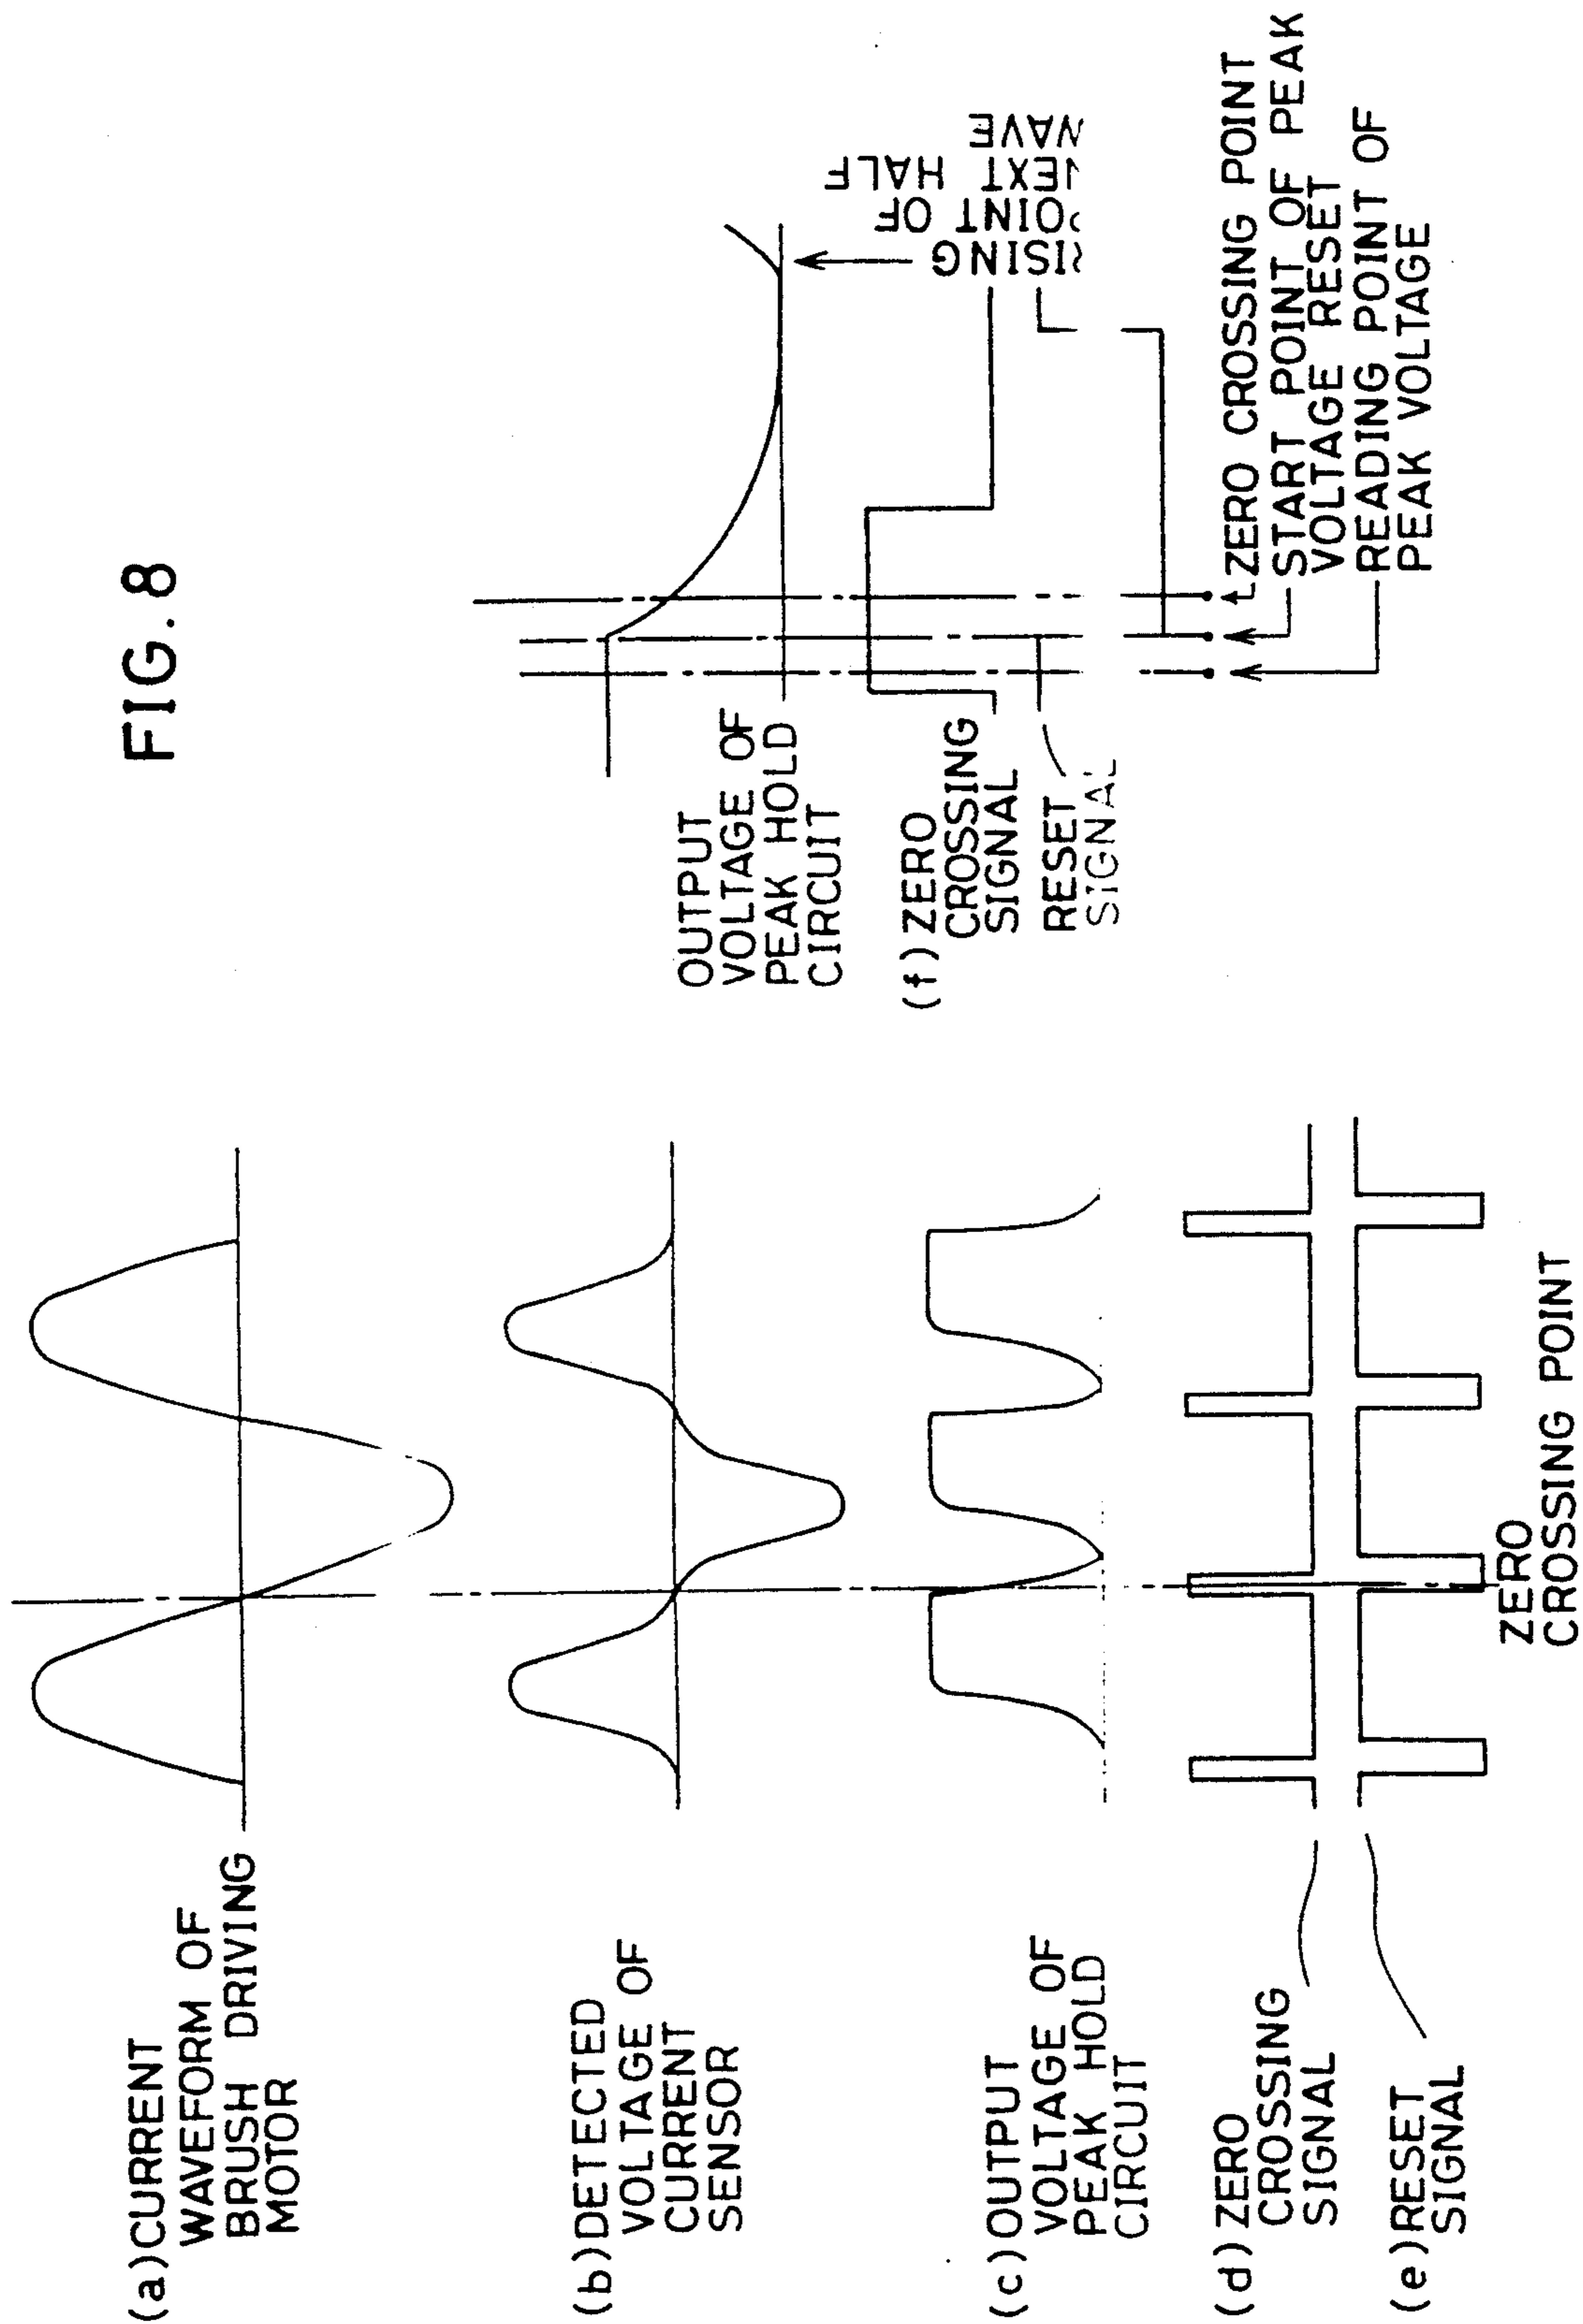 FIG. 8
(a) CURRENT
WAVEFORM OF
BRUSH DRIVING
MOTOR
(b) DETECTED
VOLTAGE OF
CURRENT
SENSOR
(c) OUTPUT
VOLTAGE OF
PEAK HOLD
CIRCUIT
(d) ZERO
CROSSING
SIGNAL
(e) RESET
SIGNAL
ZERO
CROSSING POINT
OUTPUT
VOLTAGE OF
PEAK HOLD
CIRCUIT
(f) ZERO
CROSSING
SIGNAL
RESET
SIGNAL
RISING
POINT OF
NEXT HALF
WAVE
ZERO CROSSING POINT
START POINT OF PEAK
VOLTAGE RESET
READING POINT OF
PEAK VOLTAGE